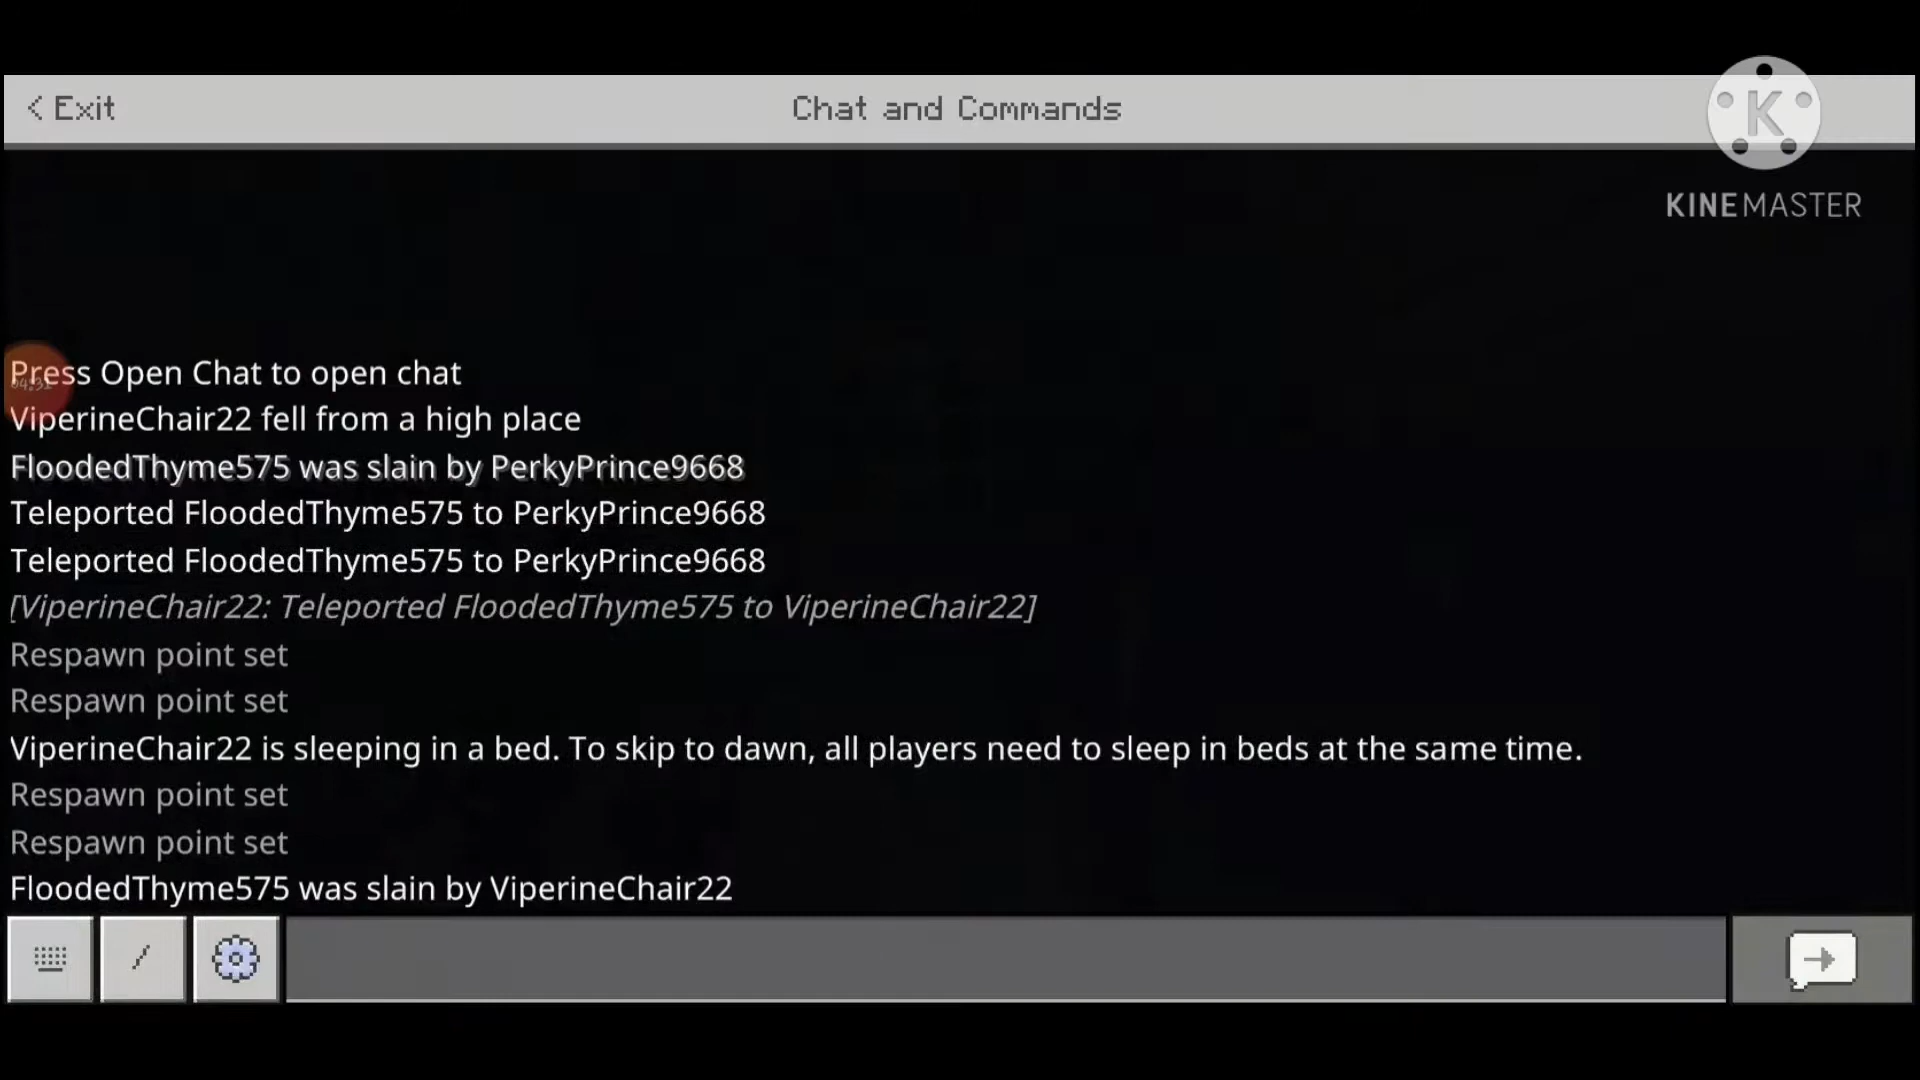 < Exit
Chat and Commands
K
KINEMASTER
Press Open Chat to open chat
04:31
ViperineChair22 fell from a high place
FloodedThyme575 was slain by PerkyPrince9668
Teleported FloodedThyme575 to PerkyPrince9668
Teleported FloodedThyme575 to PerkyPrince9668
[ViperineChair22: Teleported FloodedThyme575 to ViperineChair22]
Respawn point set
Respawn point set
ViperineChair22 is sleeping in a bed. To skip to dawn, all players need to sleep in beds at the same time.
Respawn point set
Respawn point set
FloodedThyme575 was slain by ViperineChair22
/